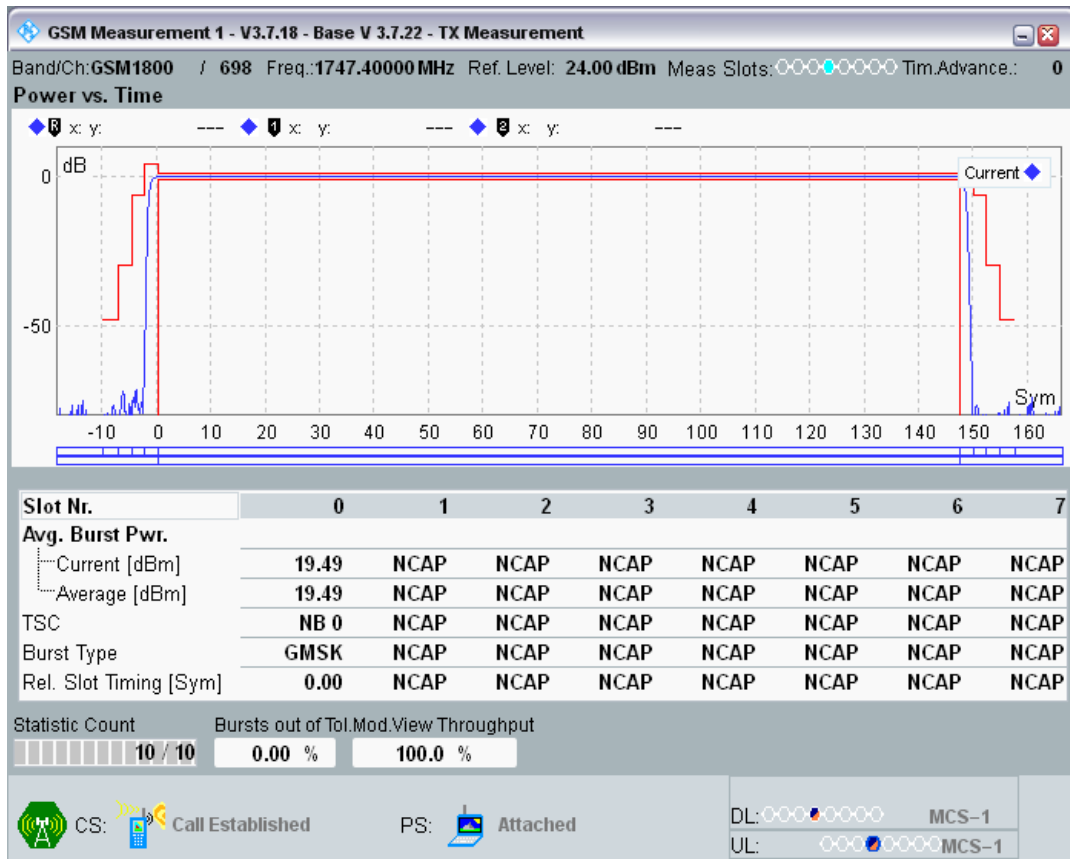 GSM Measurement 1 - V3.7.18 - Base V 3.7.22 - TX Measurement
Band/Ch:GSM1800 / 698 Freq.:1747.40000 MHz Ref. Level: 24.00 dBm Meas Slots: Tim.Advance.: 0
Power vs. Time
R x: y: --- 1 x: y: --- 2 x: y: ---
dB
Current
0
-50
Sym
-10 0 10 20 30 40 50 60 70 80 90 100 110 120 130 140 150 160
Slot Nr. 0 1 2 3 4 5 6 7
Avg. Burst Pwr.
Current [dBm] 19.49 NCAP NCAP NCAP NCAP NCAP NCAP NCAP
Average [dBm] 19.49 NCAP NCAP NCAP NCAP NCAP NCAP NCAP
TSC NB 0 NCAP NCAP NCAP NCAP NCAP NCAP NCAP
Burst Type GMSK NCAP NCAP NCAP NCAP NCAP NCAP NCAP
Rel. Slot Timing [Sym] 0.00 NCAP NCAP NCAP NCAP NCAP NCAP NCAP
Statistic Count Bursts out of Tol.Mod.View Throughput
10 / 10 0.00 % 100.0 %
CS: Call Established PS: Attached
DL: MCS-1
UL: MCS-1